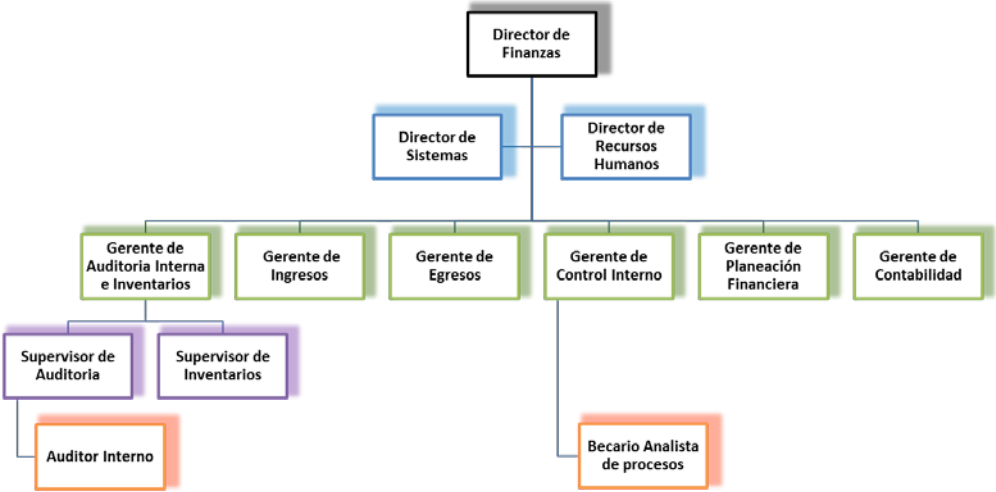 Director de
Finanzas
Director de
Sistemas
Director de
Recursos
Humanos
Gerente de
Auditoria Interna
e Inventarios
Gerente de
Ingresos
Gerente de
Egresos
Gerente de
Control Interno
Gerente de
Planeación
Financiera
Gerente de
Contabilidad
Supervisor de
Auditoria
Supervisor de
Inventarios
Auditor Interno
Becario Analista
de procesos